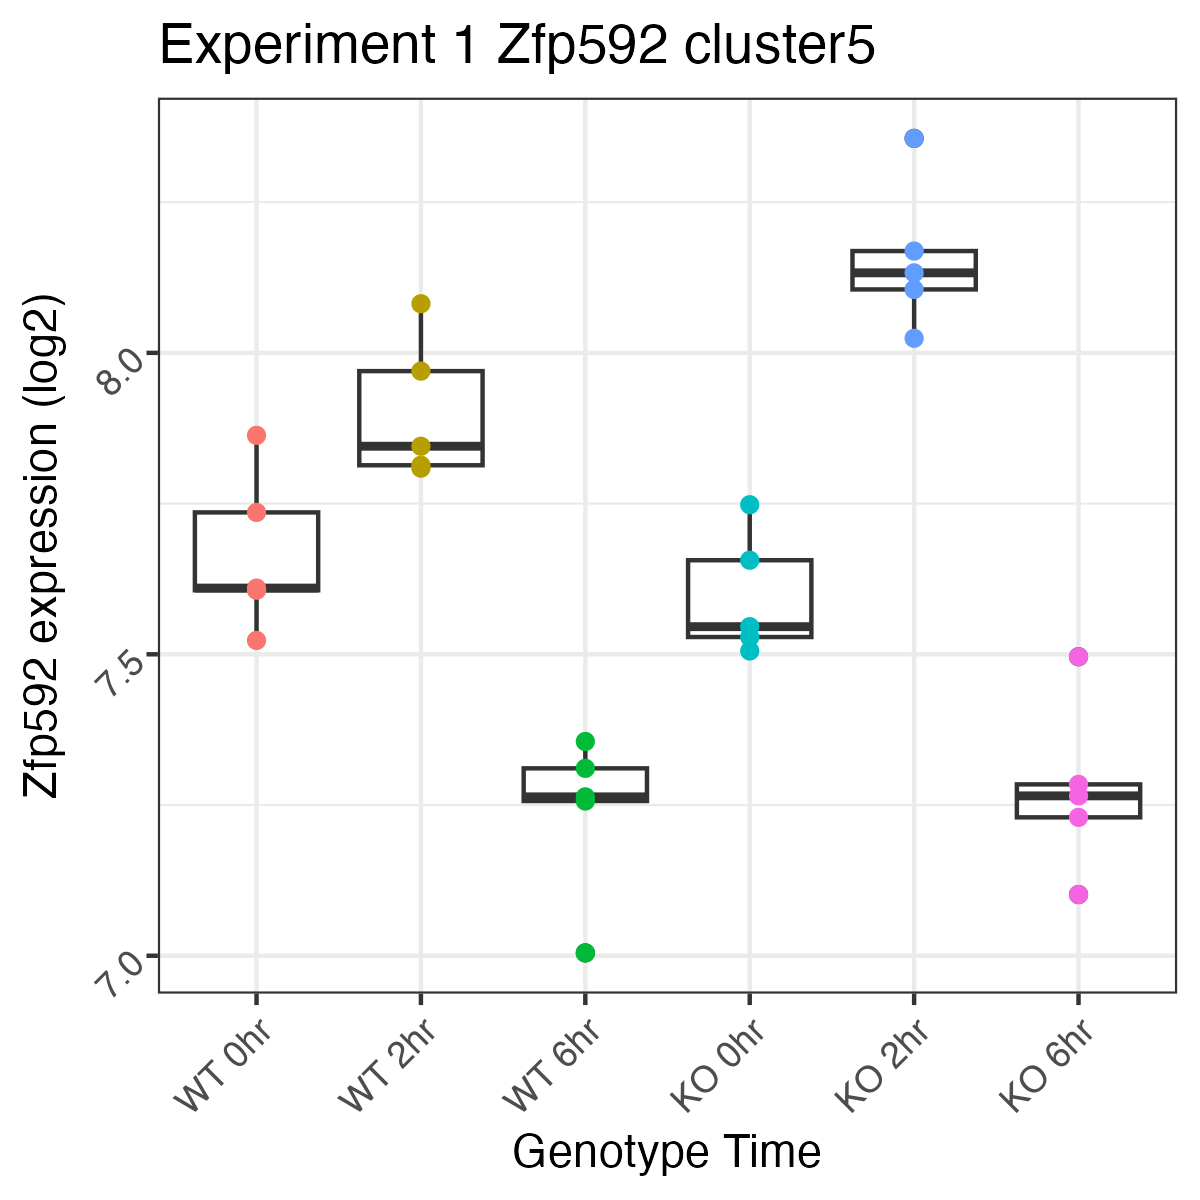 Experiment 1 Zfp592 cluster5
Zfp592 expression (log2)
8.0
7.5
7.0
WT 0hr
WT 2hr
WT 6hr
KO 0hr
KO 2hr
KO 6hr
Genotype Time